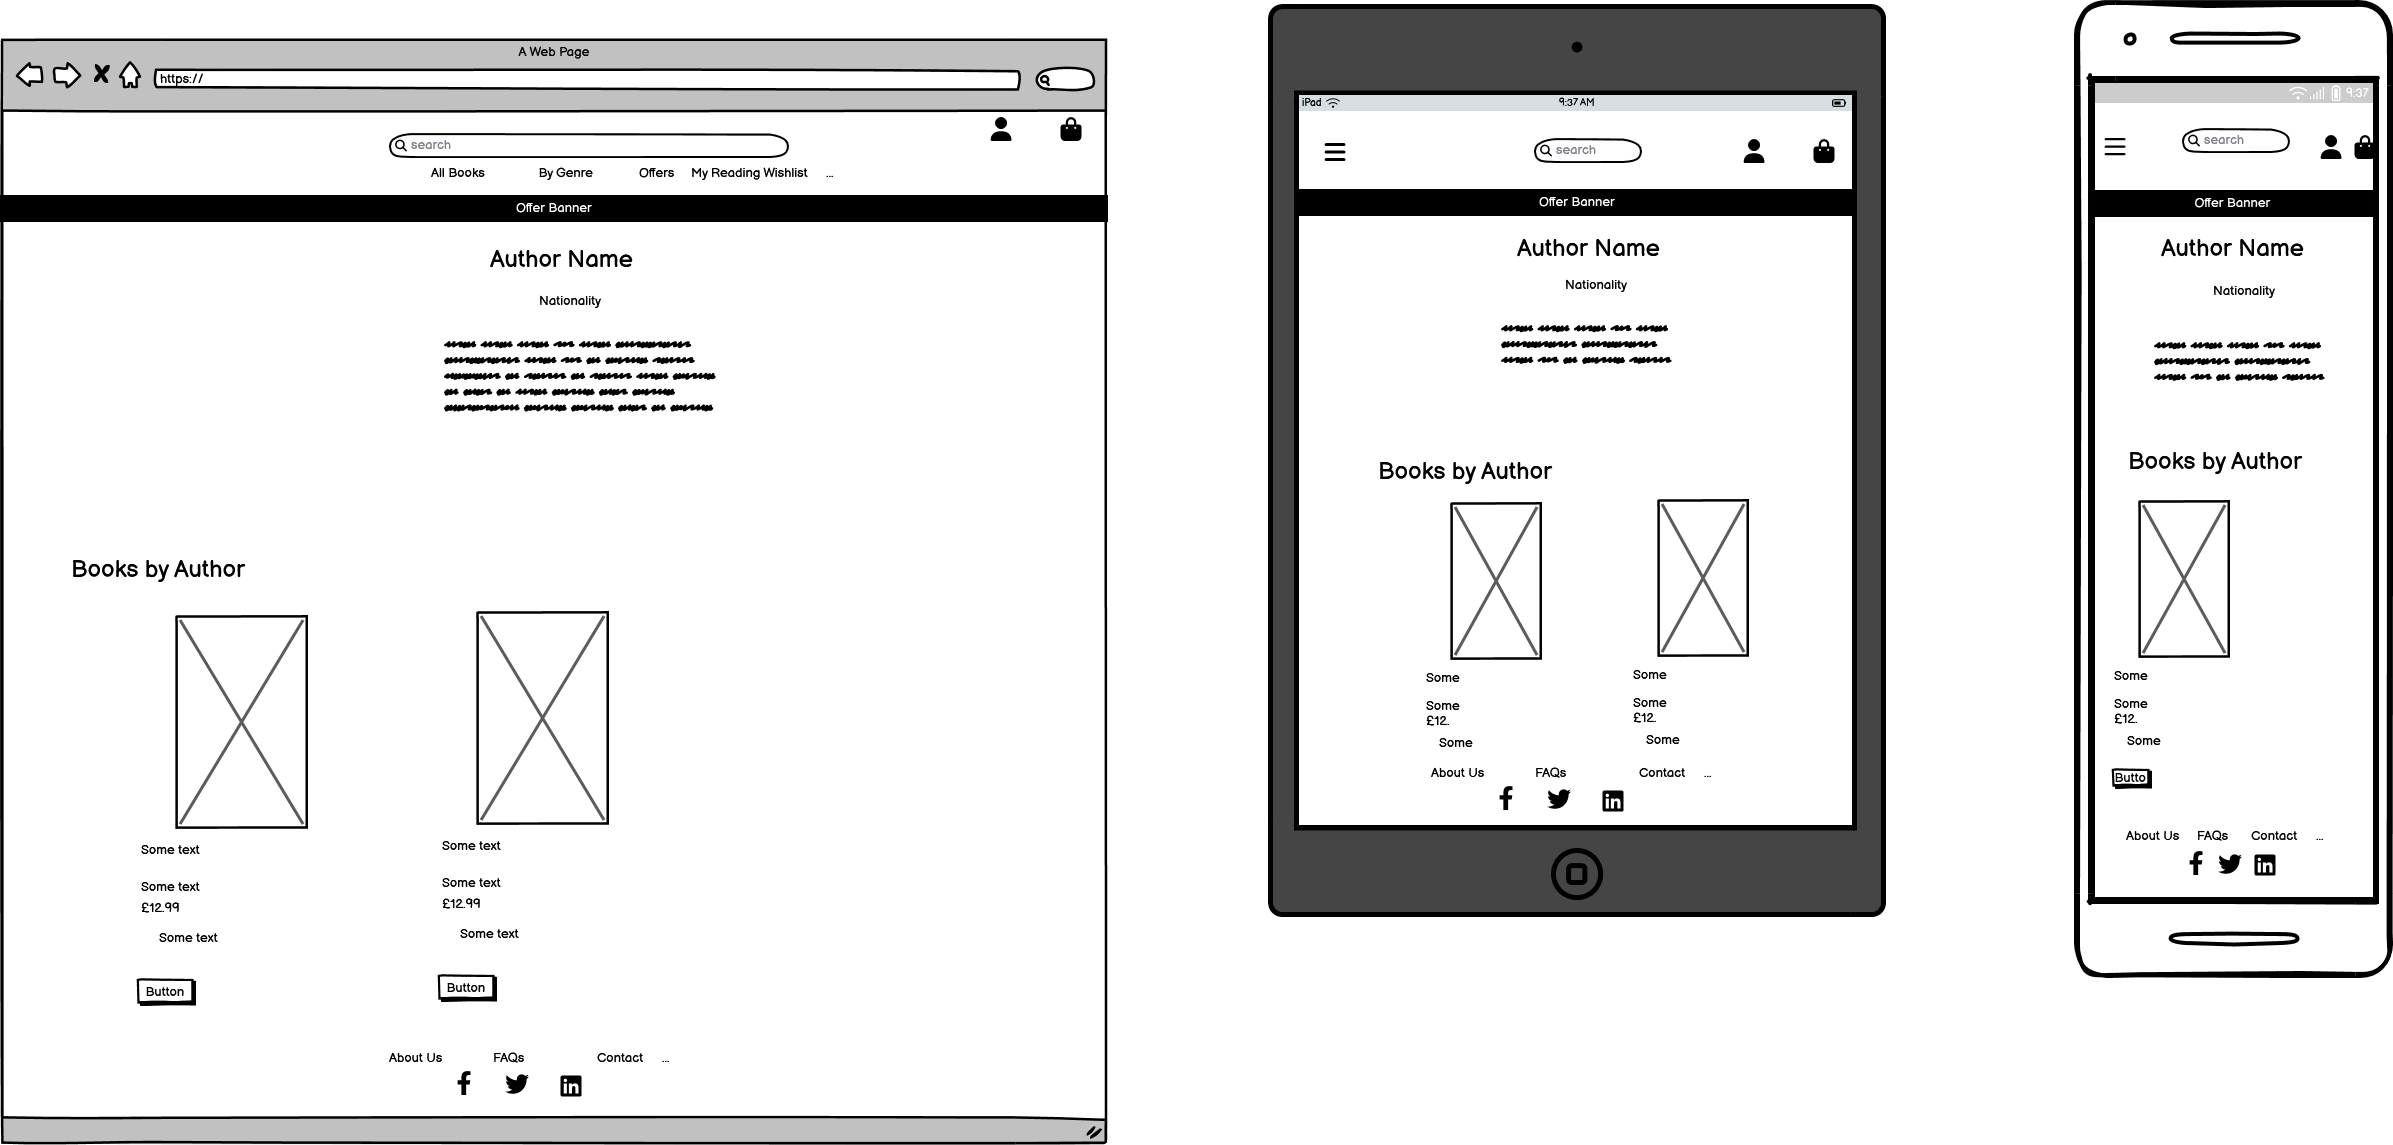 A Web Page
https://
search
All Books By Genre Offers My Reading Wishlist ...
Offer Banner
Author Name
Nationality
Books by Author
Some text
Some text
£12.99
Some text
Button
Some text
Some text
£12.99
Some text
Button
About Us FAQs Contact ...
f in
iPad 9:37 AM
search
Offer Banner
Author Name
Nationality
Books by Author
Some
Some
£12.
Some
Some
Some
£12.
Some
About Us FAQs Contact ...
f in
9:37
search
Offer Banner
Author Name
Nationality
Books by Author
Some
Some
£12.
Some
Butto
About Us FAQs Contact ...
f in